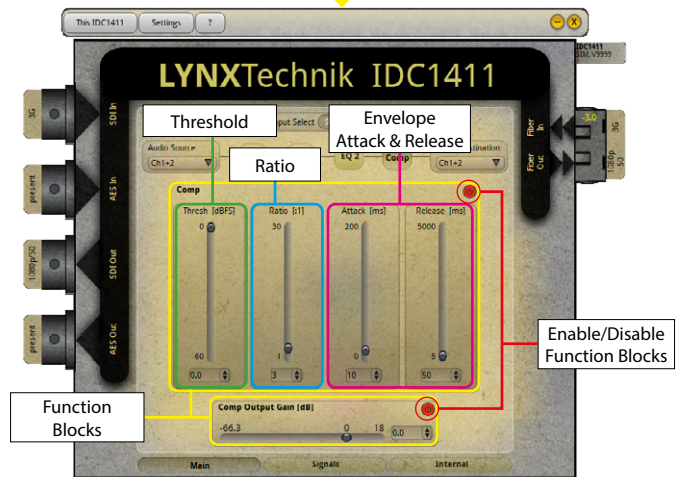 This IDC1411 Settings ?
X
IDC1411
SIM, V9999
LYNXTechnik IDC1411
3G
SDI In
Threshold
Input Select
Envelope
Attack & Release
Fiber
In
-3.0
3G
Audio Source
Ch1+2
Ratio
EQ 2
Comp
Ch1+2
Fiber
Out
1080p
50
present
AES In
Comp
Thresh [dBFS]
0
-60
0.0
Ratio [:1]
30
1
3
Attack [ms]
200
0
10
Release [ms]
5000
5
50
1080p/50
SDI Out
present
AES Out
Enable/Disable
Function Blocks
Function
Blocks
Comp Output Gain [dB]
-66.3 0 18
0.0
Main Signals Internal